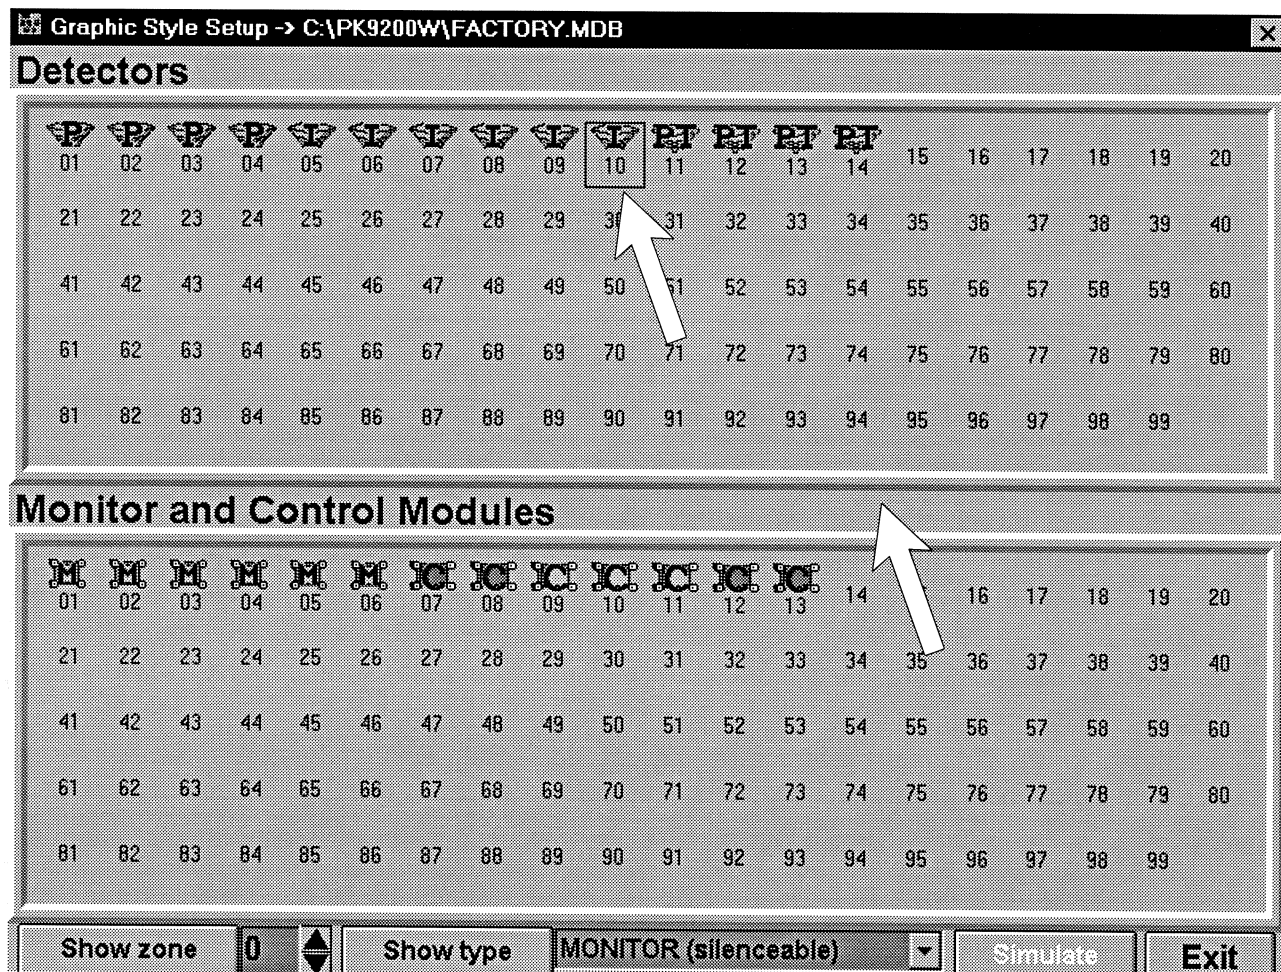 Graphic Style Setup -> C:\PK9200W\FACTORY.MDB
Detectors
P P P P I I I I I I P-T P-T P-T P-T
01 02 03 04 05 06 07 08 09 10 11 12 13 14 15 16 17 18 19 20
21 22 23 24 25 26 27 28 29 30 31 32 33 34 35 36 37 38 39 40
41 42 43 44 45 46 47 48 49 50 51 52 53 54 55 56 57 58 59 60
61 62 63 64 65 66 67 68 69 70 71 72 73 74 75 76 77 78 79 80
81 82 83 84 85 86 87 88 89 90 91 92 93 94 95 96 97 98 99
Monitor and Control Modules
M M M M M M C C C C C C C
01 02 03 04 05 06 07 08 09 10 11 12 13 14 16 17 18 19 20
21 22 23 24 25 26 27 28 29 30 31 32 33 34 35 36 37 38 39 40
41 42 43 44 45 46 47 48 49 50 51 52 53 54 55 56 57 58 59 60
61 62 63 64 65 66 67 68 69 70 71 72 73 74 75 76 77 78 79 80
81 82 83 84 85 86 87 88 89 90 91 92 93 94 95 96 97 98 99
Show zone 0 Show type MONITOR (silenceable) Simulate Exit